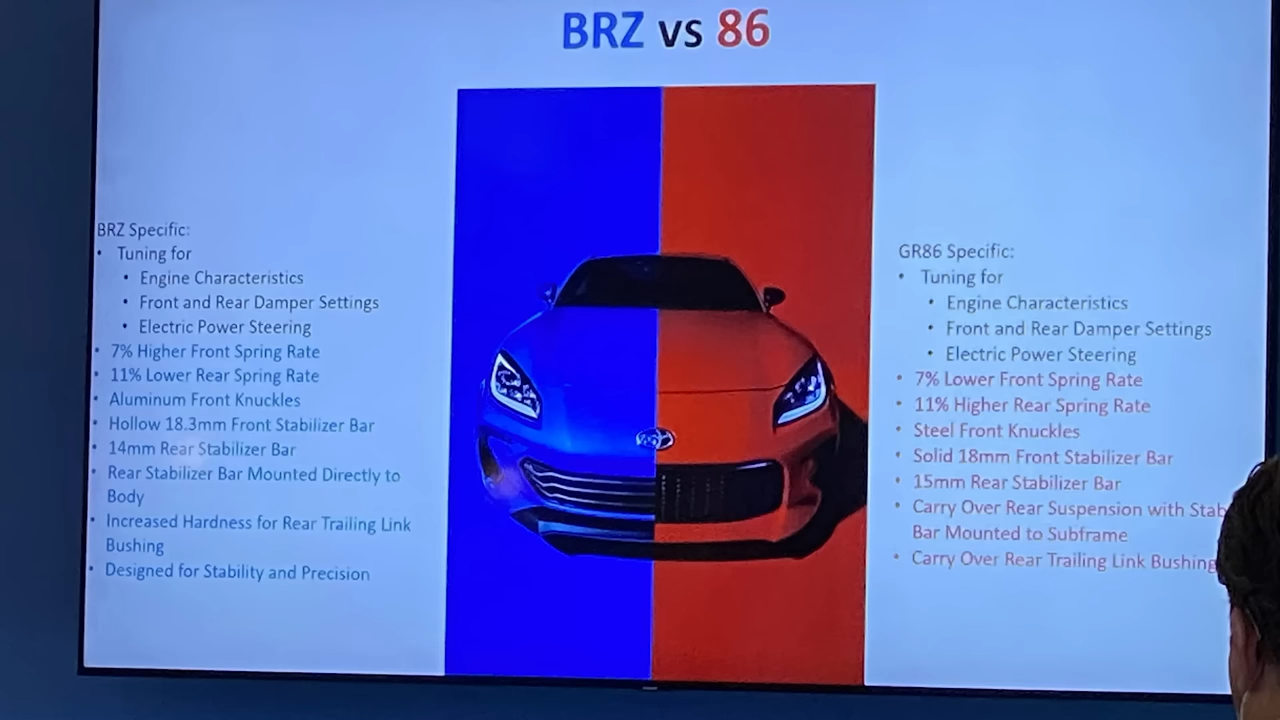 BRZ vs 86
BRZ Specific:
• Tuning for
• Engine Characteristics
• Front and Rear Damper Settings
• Electric Power Steering
• 7% Higher Front Spring Rate
• 11% Lower Rear Spring Rate
• Aluminum Front Knuckles
• Hollow 18.3mm Front Stabilizer Bar
• 14mm Rear Stabilizer Bar
• Rear Stabilizer Bar Mounted Directly to
Body
• Increased Hardness for Rear Trailing Link
Bushing
• Designed for Stability and Precision
GR86 Specific:
• Tuning for
• Engine Characteristics
• Front and Rear Damper Settings
• Electric Power Steering
• 7% Lower Front Spring Rate
• 11% Higher Rear Spring Rate
• Steel Front Knuckles
• Solid 18mm Front Stabilizer Bar
• 15mm Rear Stabilizer Bar
• Carry Over Rear Suspension with Stab
Bar Mounted to Subframe
• Carry Over Rear Trailing Link Bushing